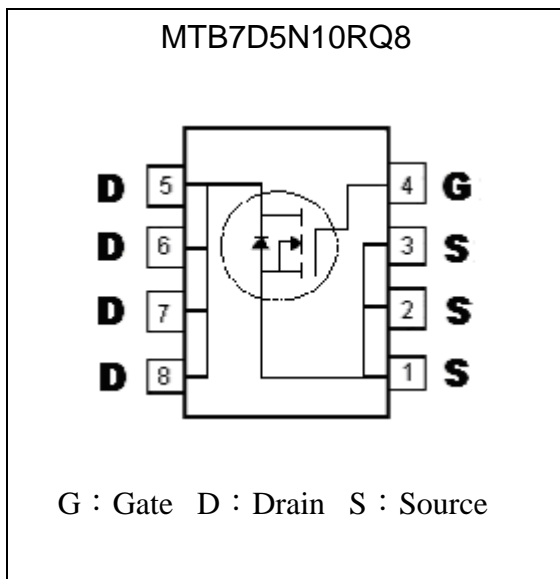 MTB7D5N10RQ8
D 5 4 G
D 6 3 S
D 7 2 S
D 8 1 S
G：Gate D：Drain S：Source